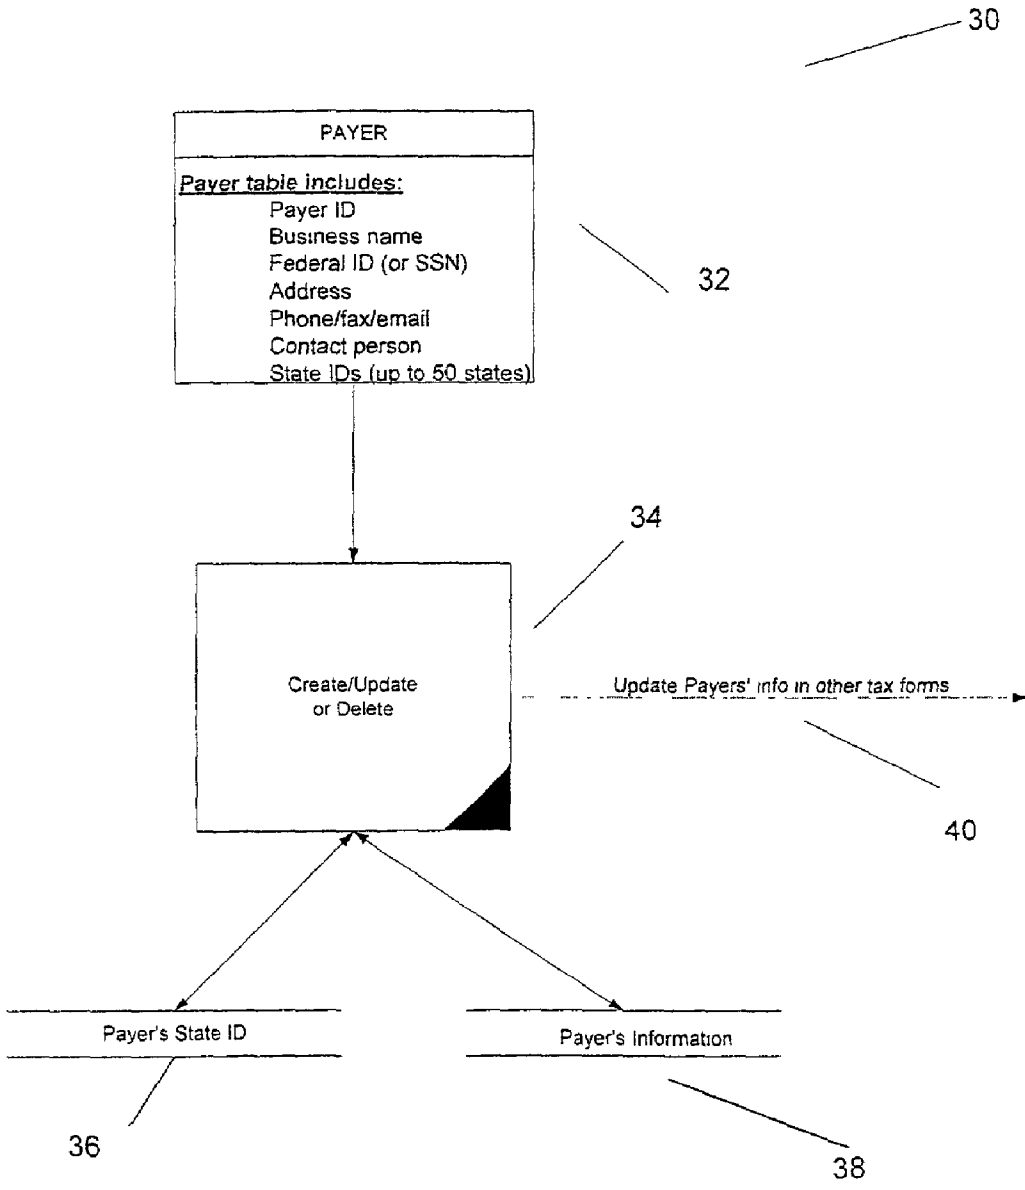 30
PAYER
Payer table includes:
Payer ID
Business name
Federal ID (or SSN)
Address
Phone/fax/email
Contact person
State IDs (up to 50 states)
32
34
Create/Update
or Delete
Update Payers' info in other tax forms
40
Payer's State ID
Payer's Information
36
38